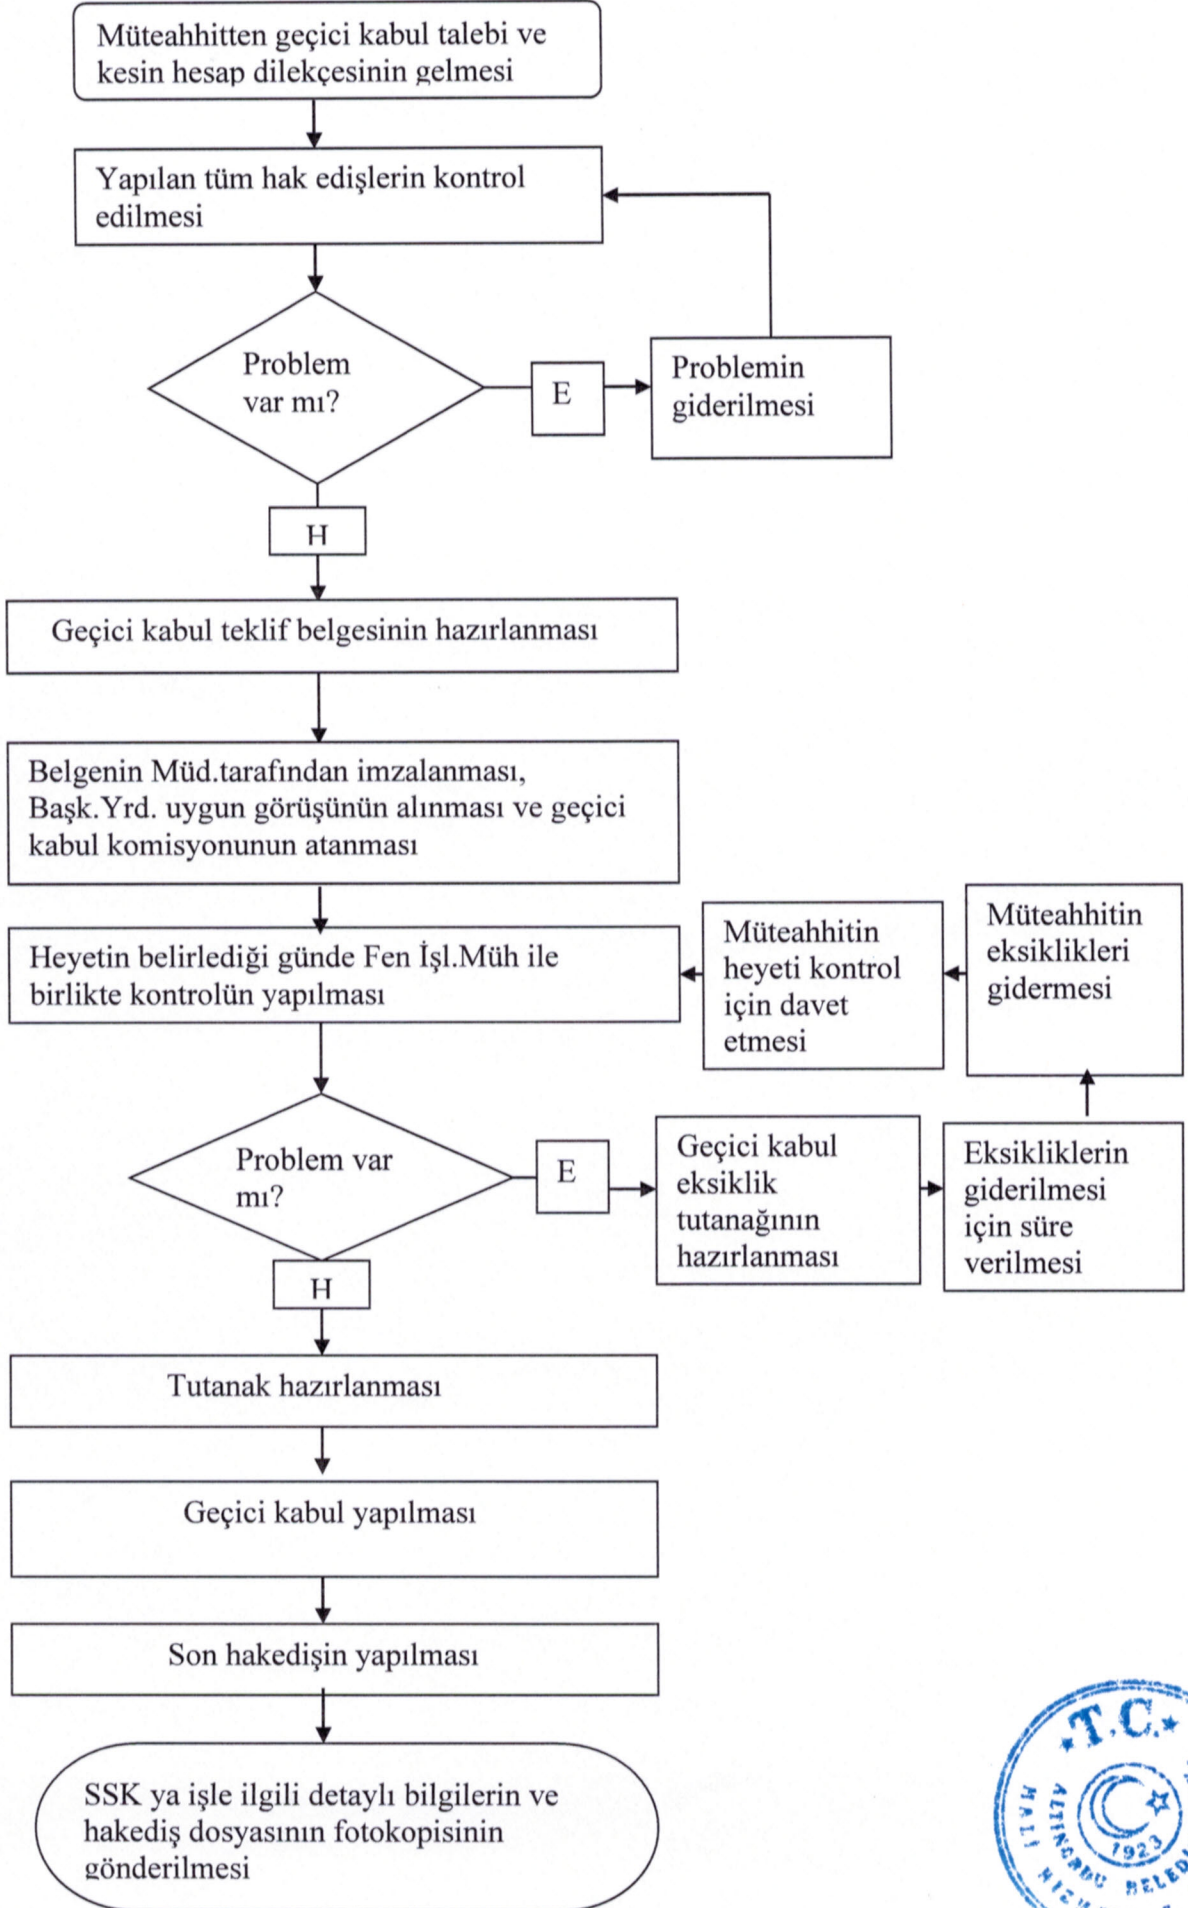 Müteahhitten geçici kabul talebi ve
kesin hesap dilekçesinin gelmesi
Yapılan tüm hak edişlerin kontrol
edilmesi
Problem
var mı?
E
Problemin
giderilmesi
H
Geçici kabul teklif belgesinin hazırlanması
Belgenin Müd.tarafından imzalanması,
Başk.Yrd. uygun görüşünün alınması ve geçici
kabul komisyonunun atanması
Heyetin belirlediği günde Fen İşl.Müh ile
birlikte kontrolün yapılması
Müteahhitin
heyeti kontrol
için davet
etmesi
Müteahhitin
eksiklikleri
gidermesi
Problem var
mı?
E
Geçici kabul
eksiklik
tutanağının
hazırlanması
Eksikliklerin
giderilmesi
için süre
verilmesi
H
Tutanak hazırlanması
Geçici kabul yapılması
Son hakedişin yapılması
SSK ya işle ilgili detaylı bilgilerin ve
hakediş dosyasının fotokopisinin
gönderilmesi
T.C.
ALTINORDU
MALİ
1923